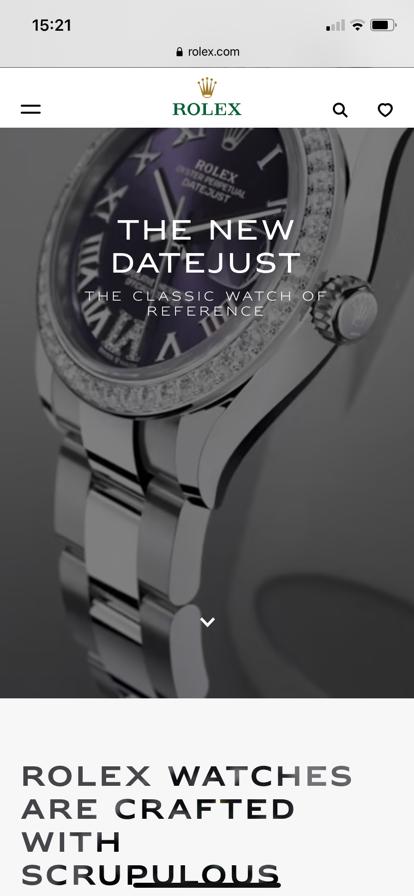 15:21
rolex.com
ROLEX
ROLEX
OYSTER PERPETUAL
DATEJUST
THE NEW
DATEJUST
THE CLASSIC WATCH OF
REFERENCE
ROLEX WATCHES
ARE CRAFTED
WITH
SCRUPULOUS